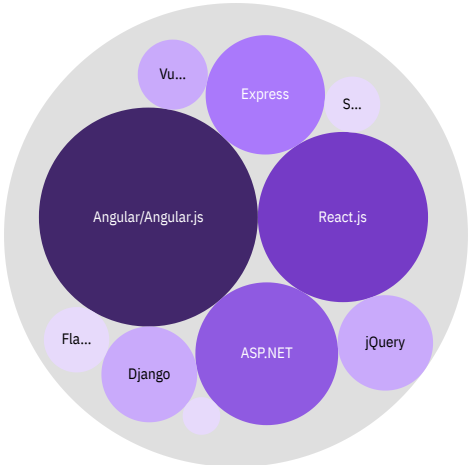 Vu...
Express
S...
Angular/Angular.js
React.js
Fla...
jQuery
ASP.NET
Django